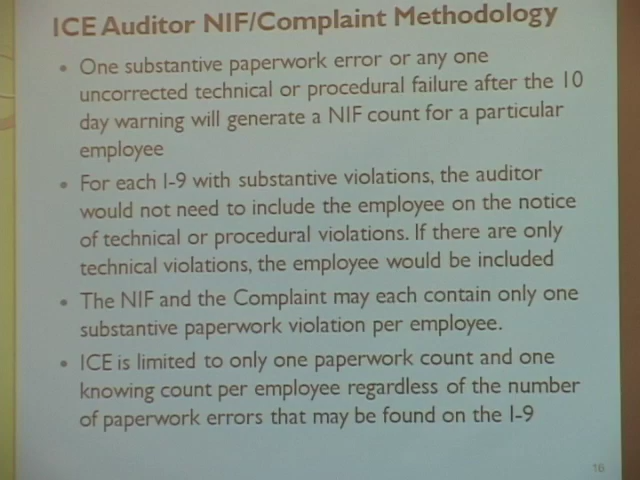 ICE Auditor NIF/Complaint Methodology
• One substantive paperwork error or any one
uncorrected technical or procedural failure after the 10
day warning will generate a NIF count for a particular
employee
• For each I-9 with substantive violations, the auditor
would not need to include the employee on the notice
of technical or procedural violations. If there are only
technical violations, the employee would be included
• The NIF and the Complaint may each contain only one
substantive paperwork violation per employee.
• ICE is limited to only one paperwork count and one
knowing count per employee regardless of the number
of paperwork errors that may be found on the I-9
16